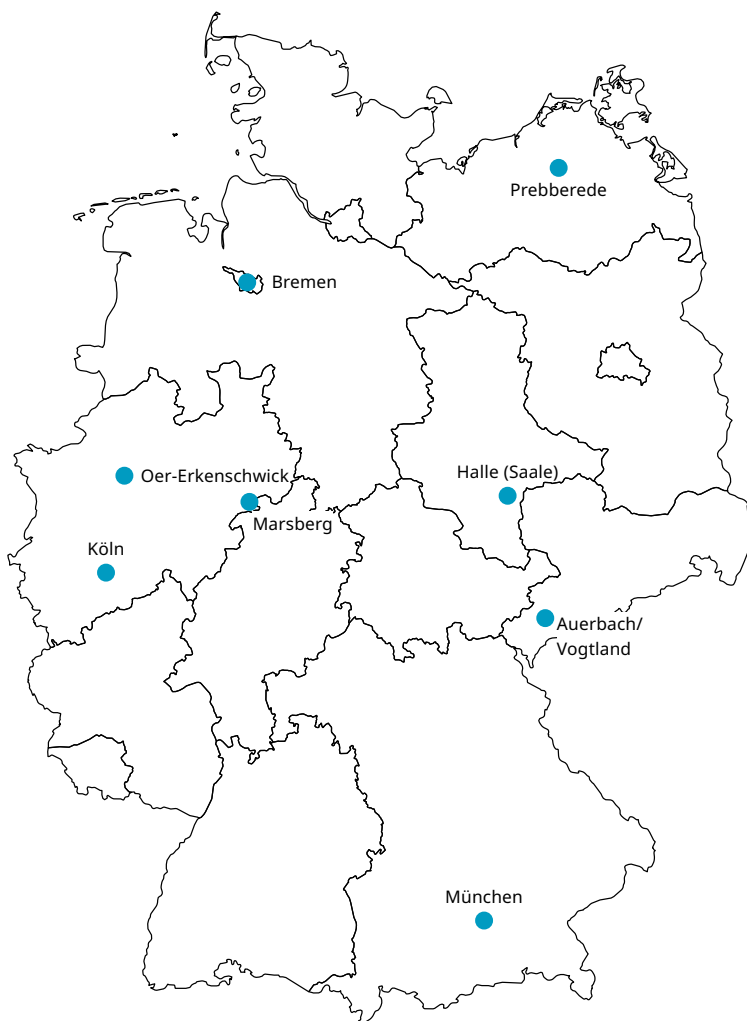 Prebberede
Bremen
Oer-Erkenschwick
Halle (Saale)
Marsberg
Köln
Auerbach/
Vogtland
München